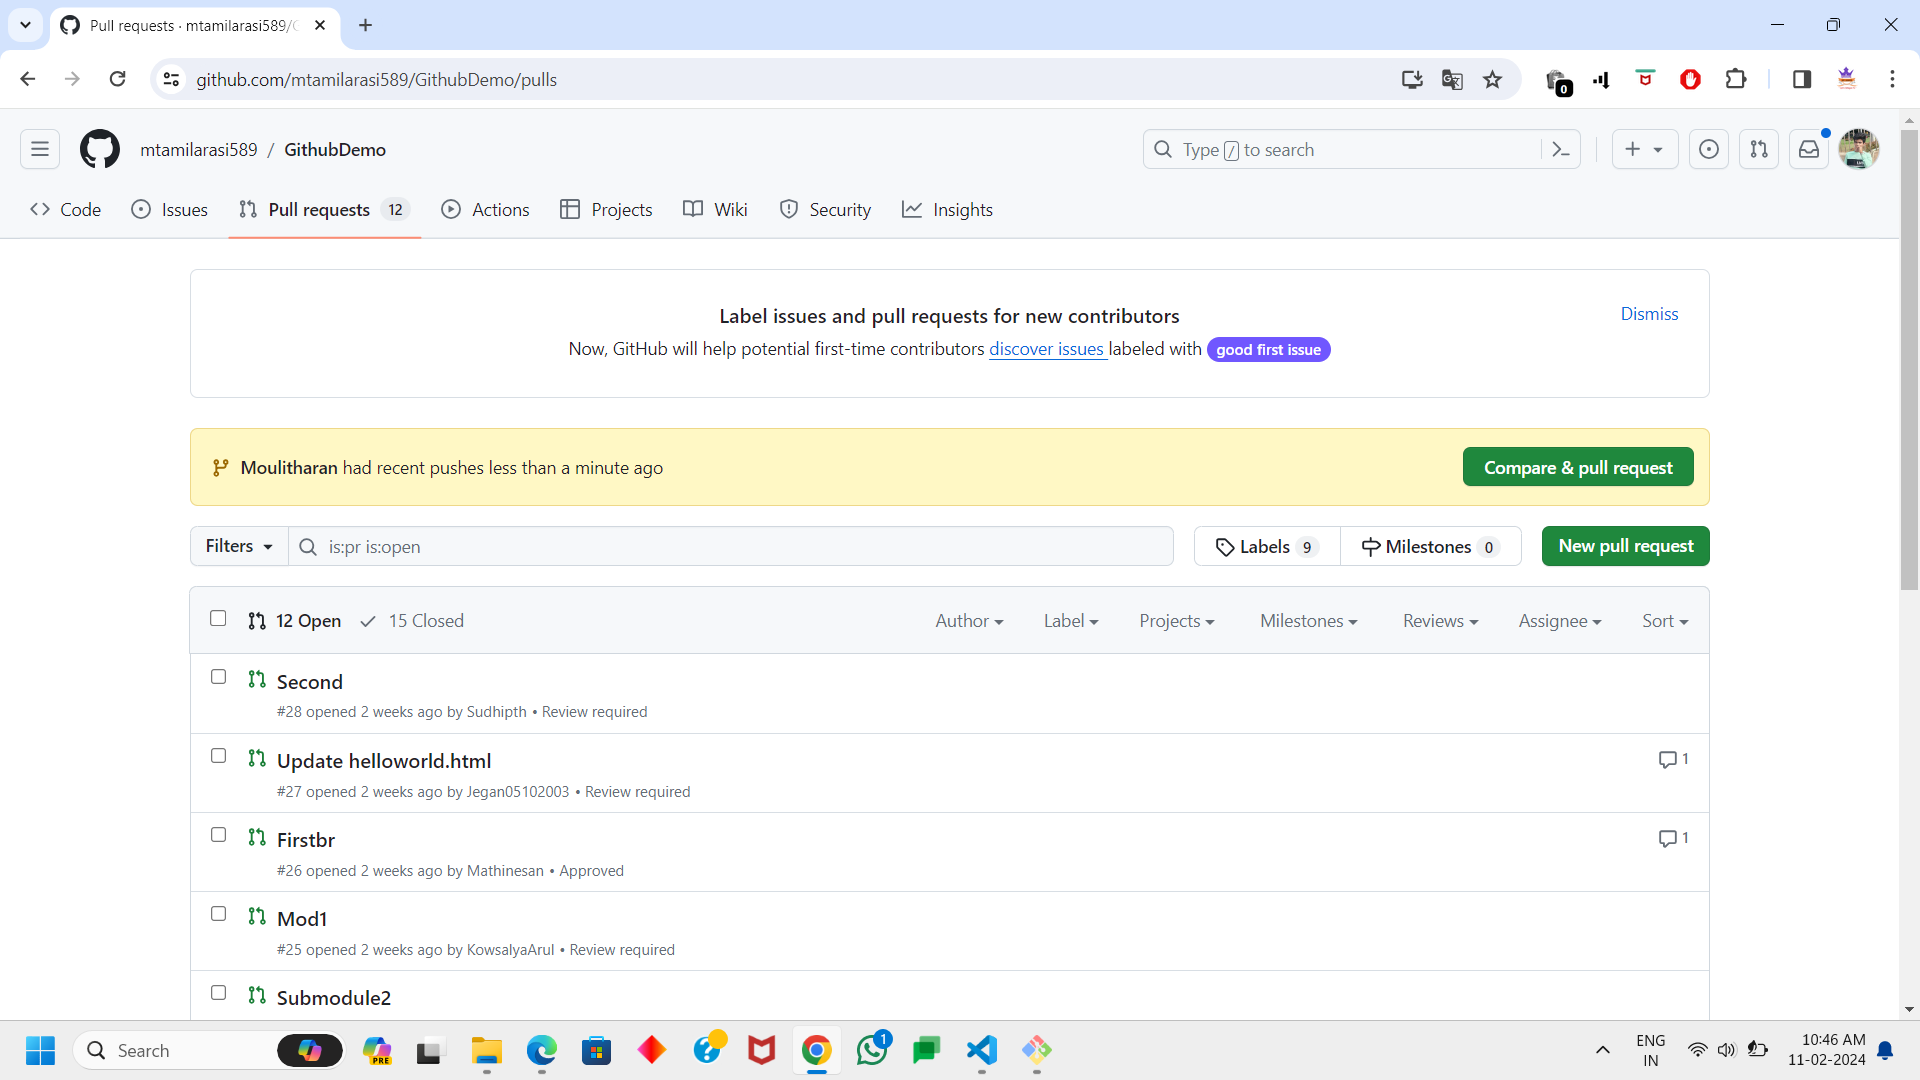 Pull requests · mtamilarasi589/G
github.com/mtamilarasi589/GithubDemo/pulls
0
mtamilarasi589 / GithubDemo
Type / to search
Code
Issues
Pull requests 12
Actions
Projects
Wiki
Security
Insights
Label issues and pull requests for new contributors
Dismiss
Now, GitHub will help potential first-time contributors discover issues labeled with good first issue
Moulitharan had recent pushes less than a minute ago
Compare & pull request
Filters
is:pr is:open
Labels 9
Milestones 0
New pull request
12 Open
15 Closed
Author
Label
Projects
Milestones
Reviews
Assignee
Sort
Second
#28 opened 2 weeks ago by Sudhipth • Review required
Update helloworld.html
1
#27 opened 2 weeks ago by Jegan05102003 • Review required
Firstbr
1
#26 opened 2 weeks ago by Mathinesan • Approved
Mod1
#25 opened 2 weeks ago by KowsalyaArul • Review required
Submodule2
Search
PRE
1
ENG
IN
10:46 AM
11-02-2024